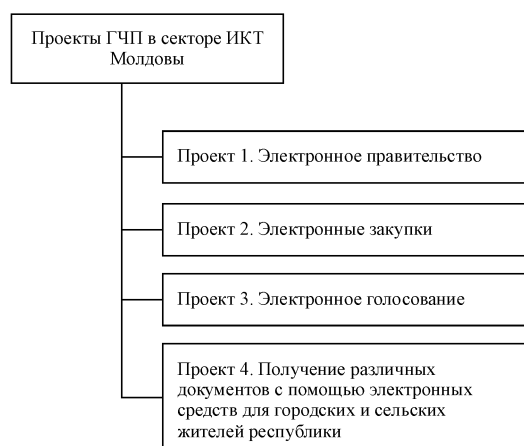 Проекты ГЧП в секторе ИКТ
Молдовы
Проект 1. Электронное правительство
Проект 2. Электронные закупки
Проект 3. Электронное голосование
Проект 4. Получение различных
документов с помощью электронных
средств для городских и сельских
жителей республики